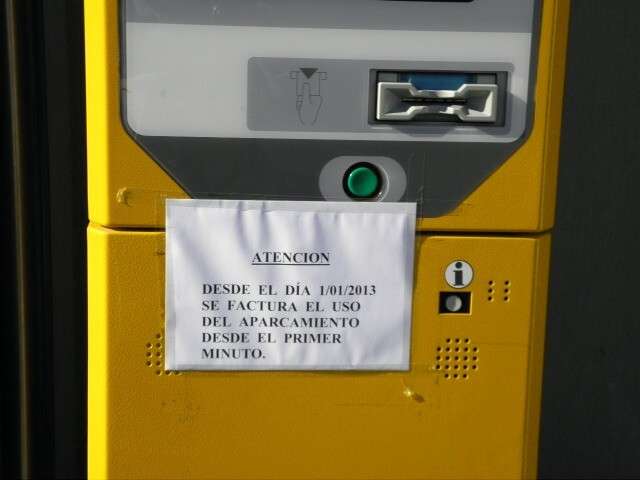 ATENCION
DESDE EL DÍA 1/01/2013
SE FACTURA EL USO
DEL APARCAMIENTO
DESDE EL PRIMER
MINUTO.
i